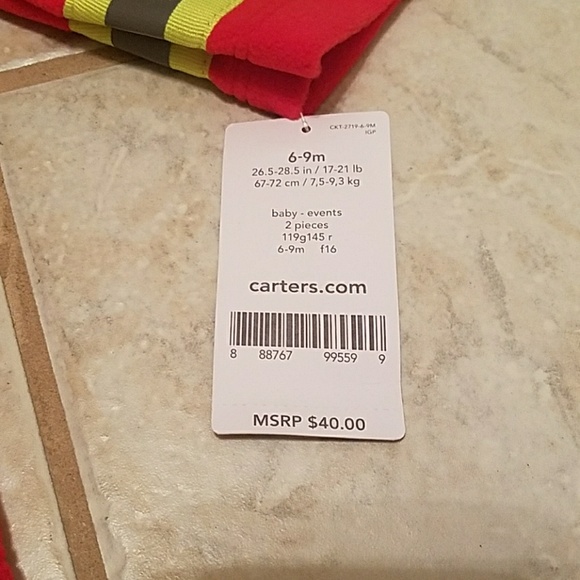 CKT-2719-6-9M
IGP
6-9m
26.5-28.5 in / 17-21 lb
67-72 cm / 7,5-9,3 kg
baby - events
2 pieces
119g145 r
6-9m f16
carters.com
8 88767 99559 9
MSRP $40.00